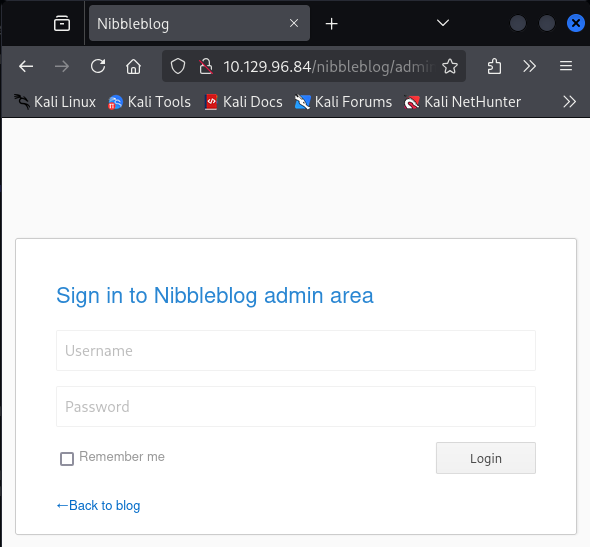 Nibbleblog
10.129.96.84/nibbleblog/admin
Kali Linux Kali Tools Kali Docs Kali Forums Kali NetHunter
Sign in to Nibbleblog admin area
Username
Password
Remember me Login
←Back to blog